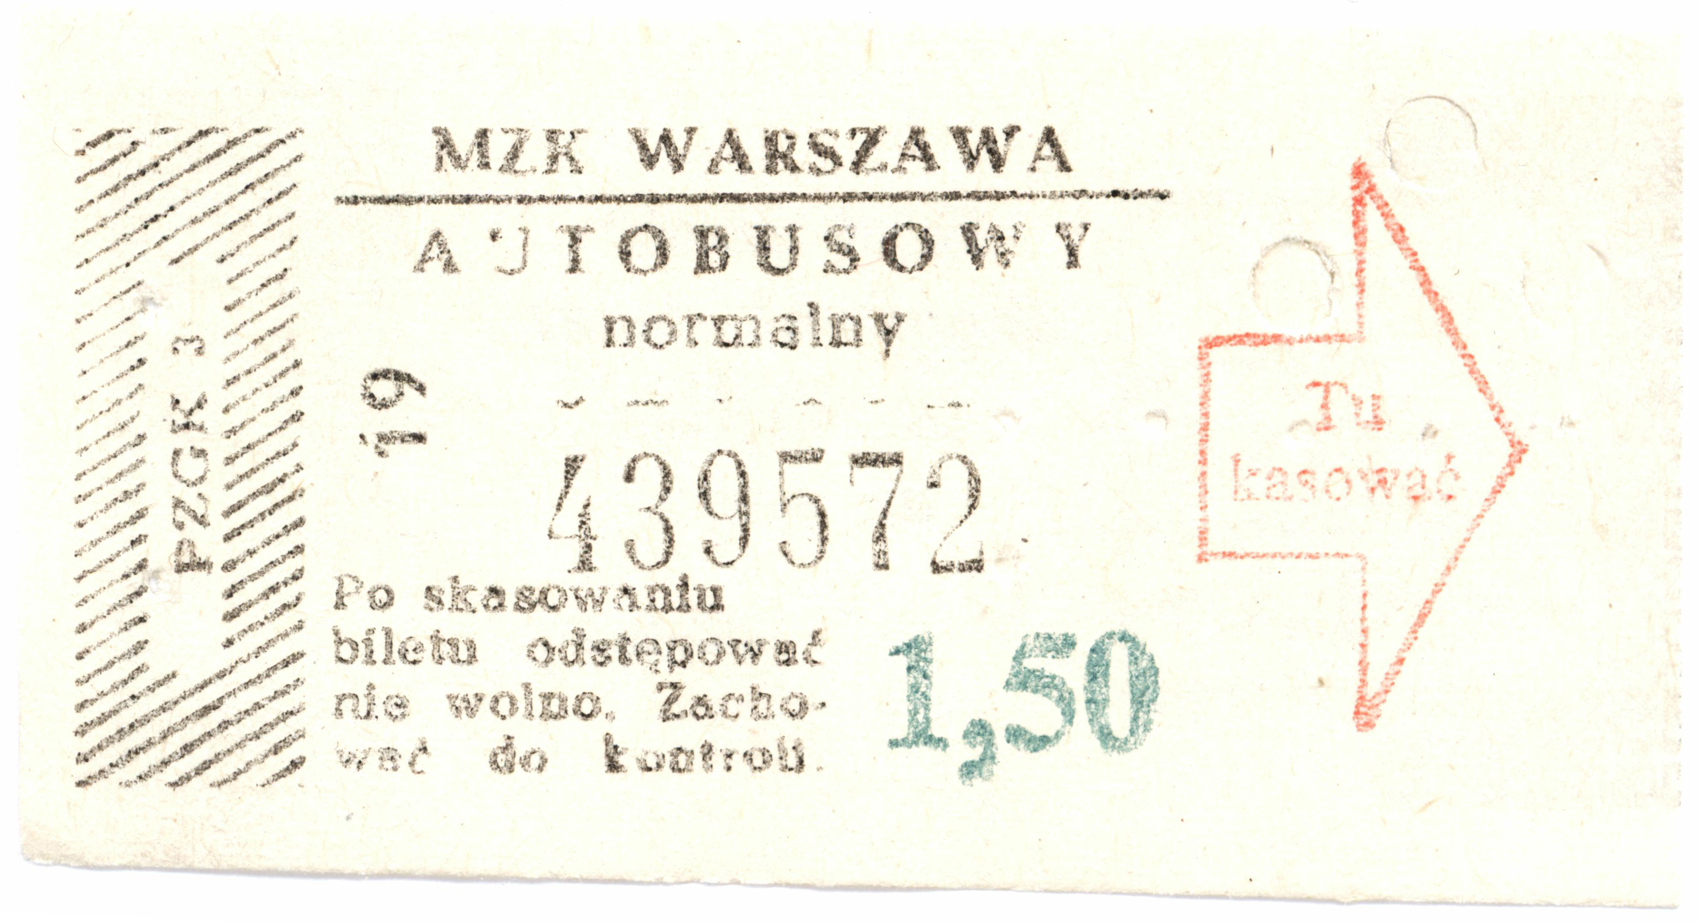 MZK WARSZAWA
AUTOBUSOWY
normalny
PZGK 3
19
439572
Po skasowaniu
biletu odstępować
nie wolno. Zacho-
wać do kontroli.
1,50
Tu
kasować